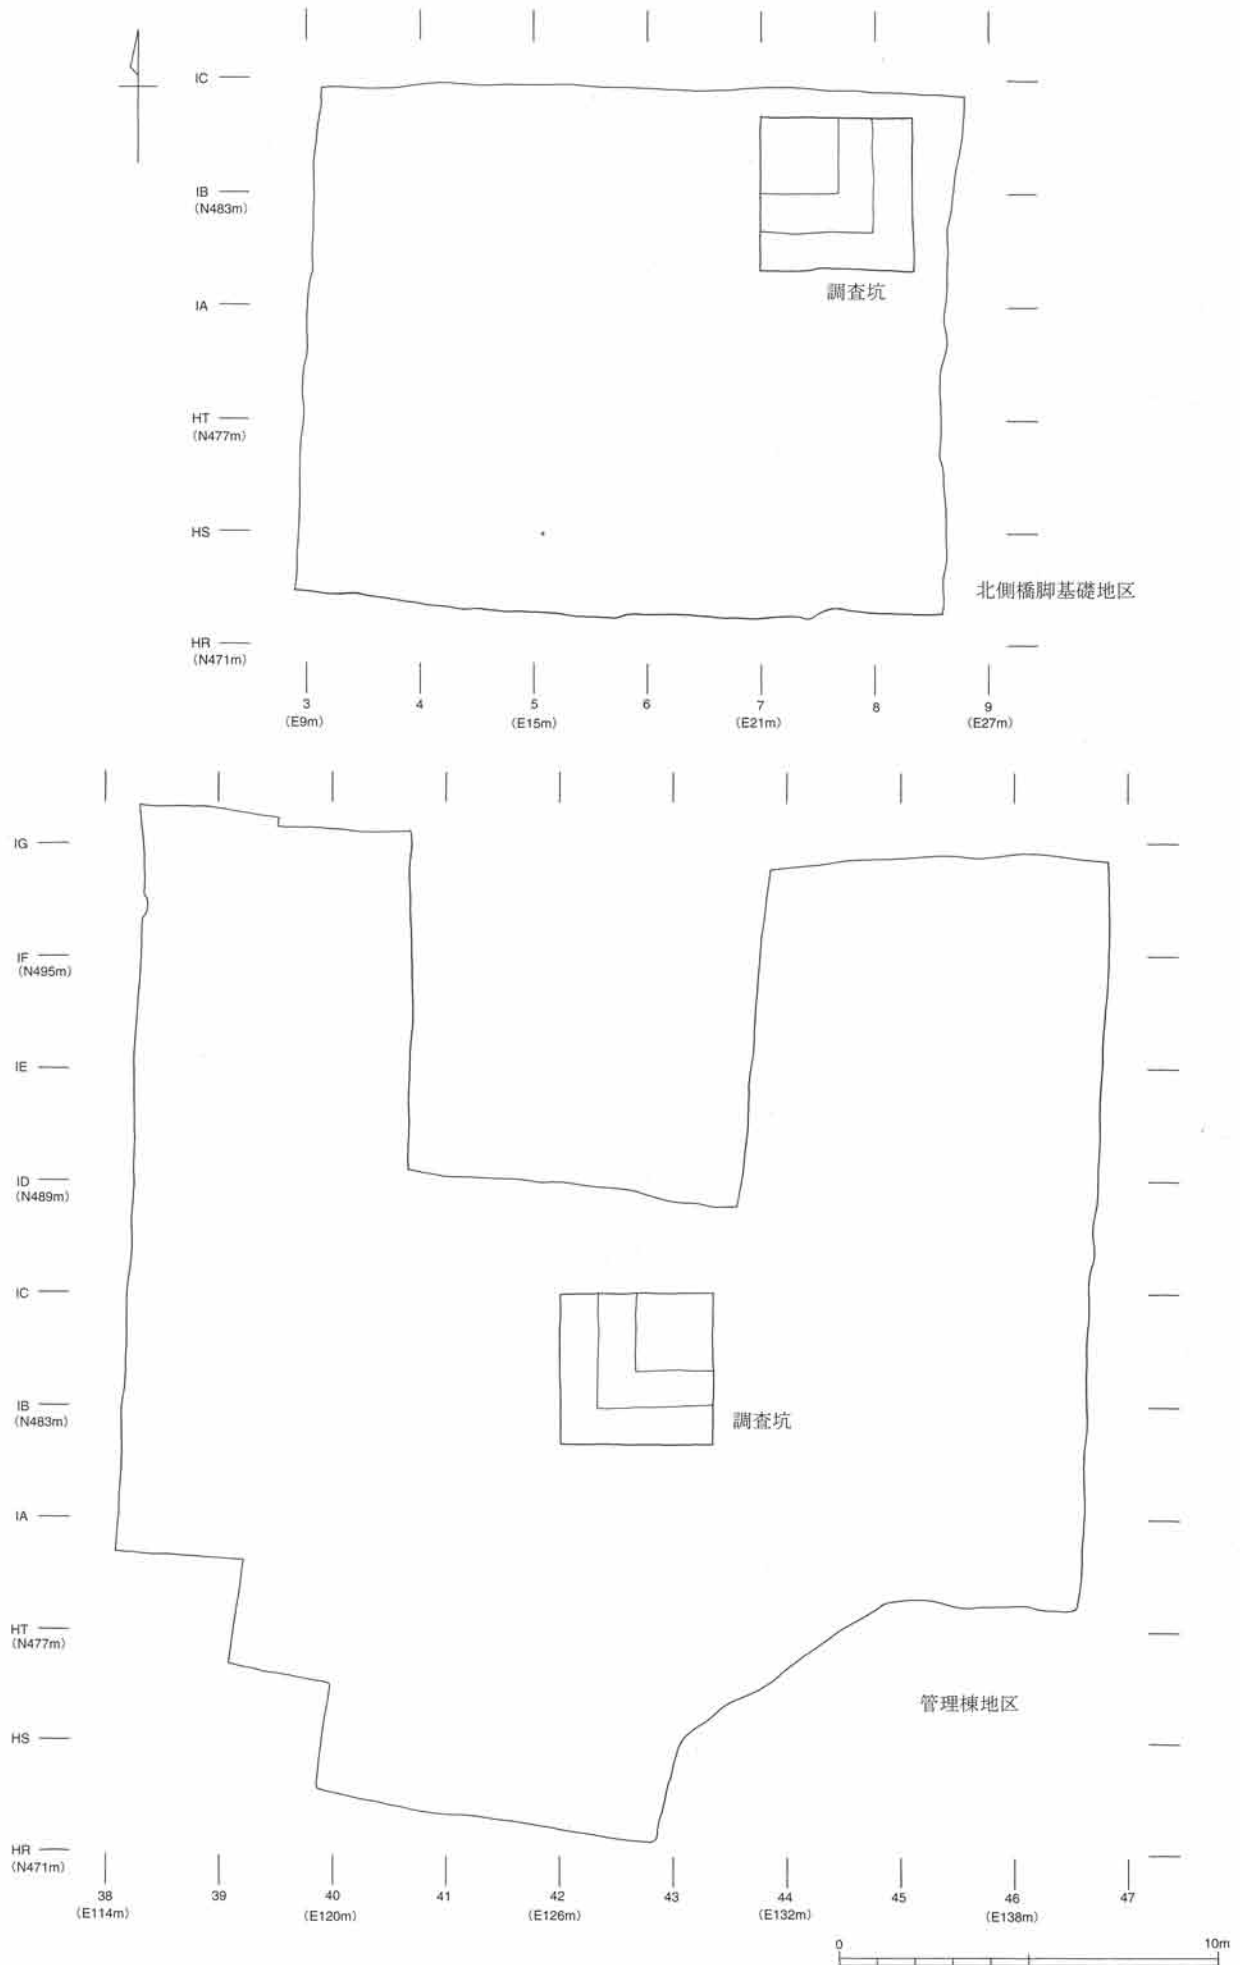 IC
IB
(N483m)
調査坑
IA
HT
(N477m)
HS
北側橋脚基礎地区
HR
(N471m)
3 4 5 6 7 8 9
(E9m) (E15m) (E21m) (E27m)
IG
IF
(N495m)
IE
ID
(N489m)
IC
IB
(N483m)
調査坑
IA
HT
(N477m)
管理棟地区
HS
HR
(N471m)
38 39 40 41 42 43 44 45 46 47
(E114m) (E120m) (E126m) (E132m) (E138m)
0 10m